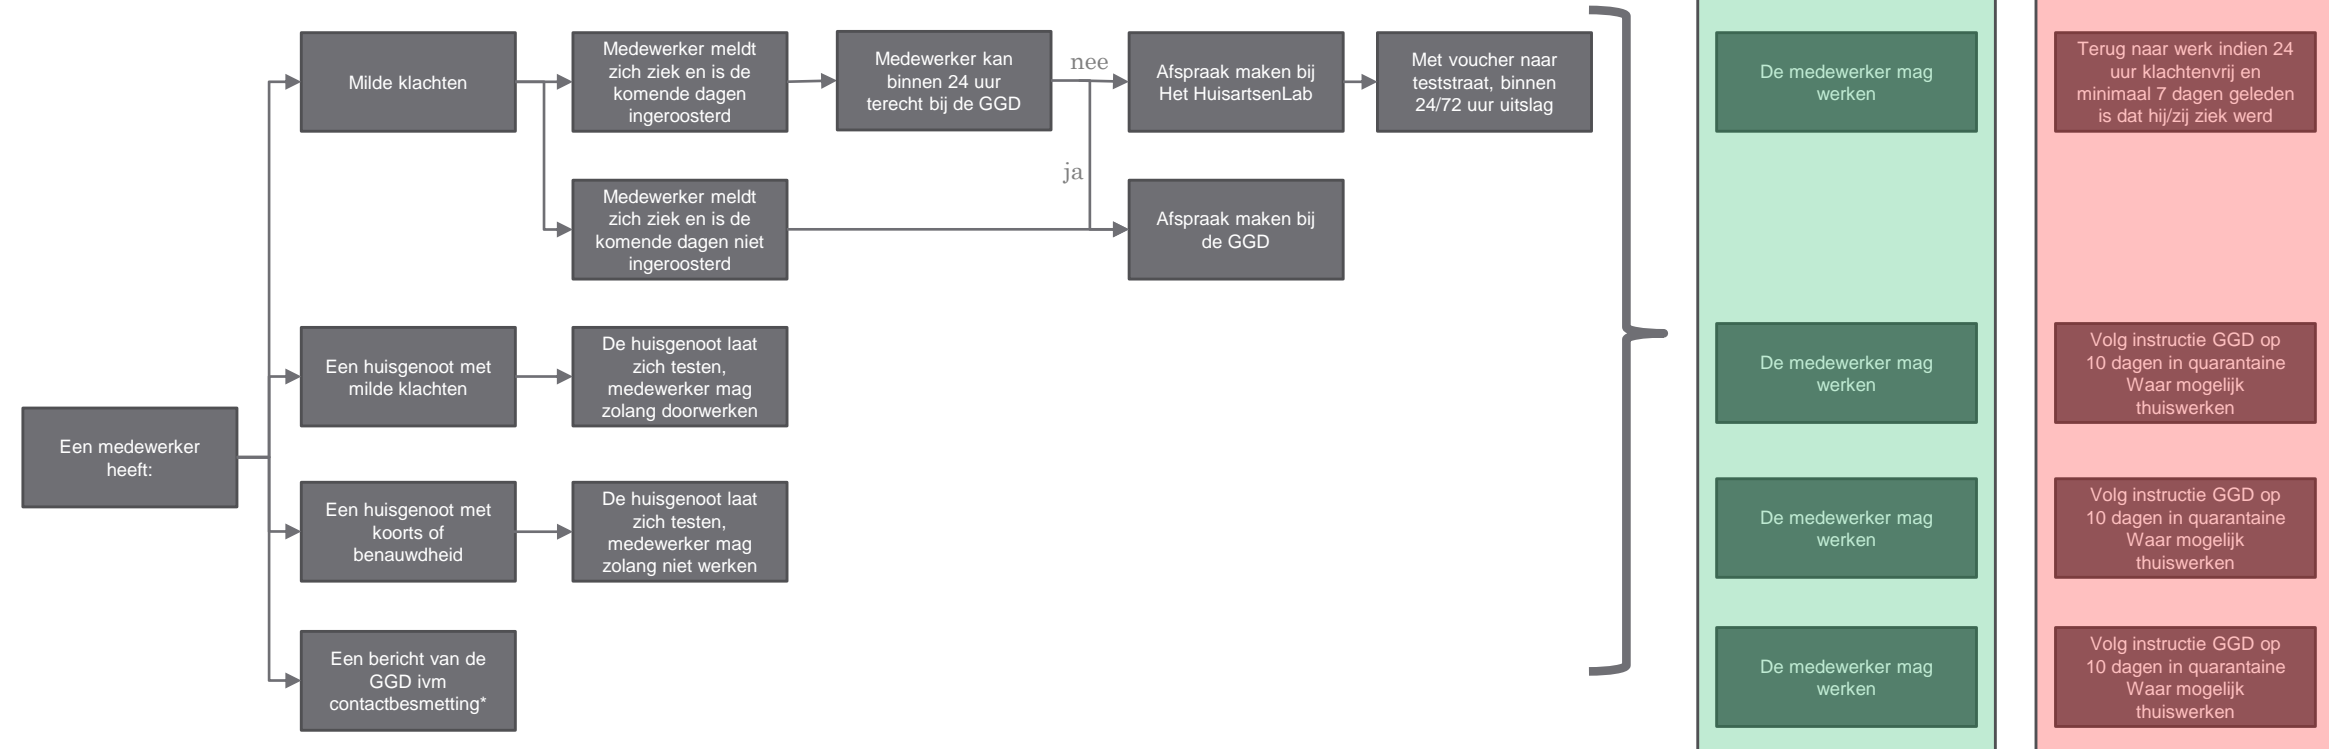 Een medewerker
heeft:
Milde klachten
Medewerker meldt
zich ziek en is de
komende dagen
ingeroosterd
Medewerker kan
binnen 24 uur
terecht bij de GGD
nee
Afspraak maken bij
Het HuisartsenLab
Met voucher naar
teststraat, binnen
24/72 uur uitslag
De medewerker mag
werken
Terug naar werk indien 24
uur klachtenvrij en
minimaal 7 dagen geleden
is dat hij/zij ziek werd
Medewerker meldt
zich ziek en is de
komende dagen niet
ingeroosterd
ja
Afspraak maken bij
de GGD
Een huisgenoot met
milde klachten
De huisgenoot laat
zich testen,
medewerker mag
zolang doorwerken
De medewerker mag
werken
Volg instructie GGD op
10 dagen in quarantaine
Waar mogelijk
thuiswerken
Een huisgenoot met
koorts of
benauwdheid
De huisgenoot laat
zich testen,
medewerker mag
zolang niet werken
De medewerker mag
werken
Volg instructie GGD op
10 dagen in quarantaine
Waar mogelijk
thuiswerken
Een bericht van de
GGD ivm
contactbesmetting*
De medewerker mag
werken
Volg instructie GGD op
10 dagen in quarantaine
Waar mogelijk
thuiswerken